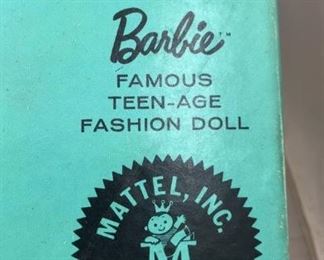 Barbie™
FAMOUS
TEEN-AGE
FASHION DOLL
MATTEL, INC.
M